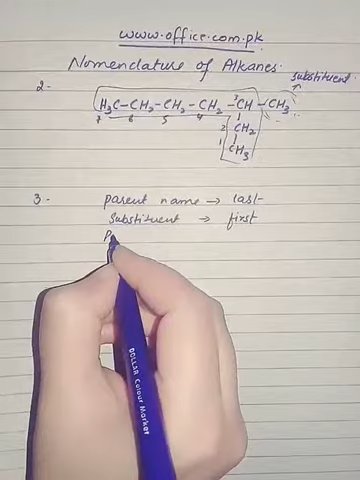 www.office.com.pk
Nomenclature of Alkanes.
substituent
2.
H₃C-CH₂-CH₂-CH₂-CH-CH₃
7 6 5 4 3
2 CH₂
1 CH₃
3. parent name → last
Substituent → first
P
DOLLAR Colour Marker